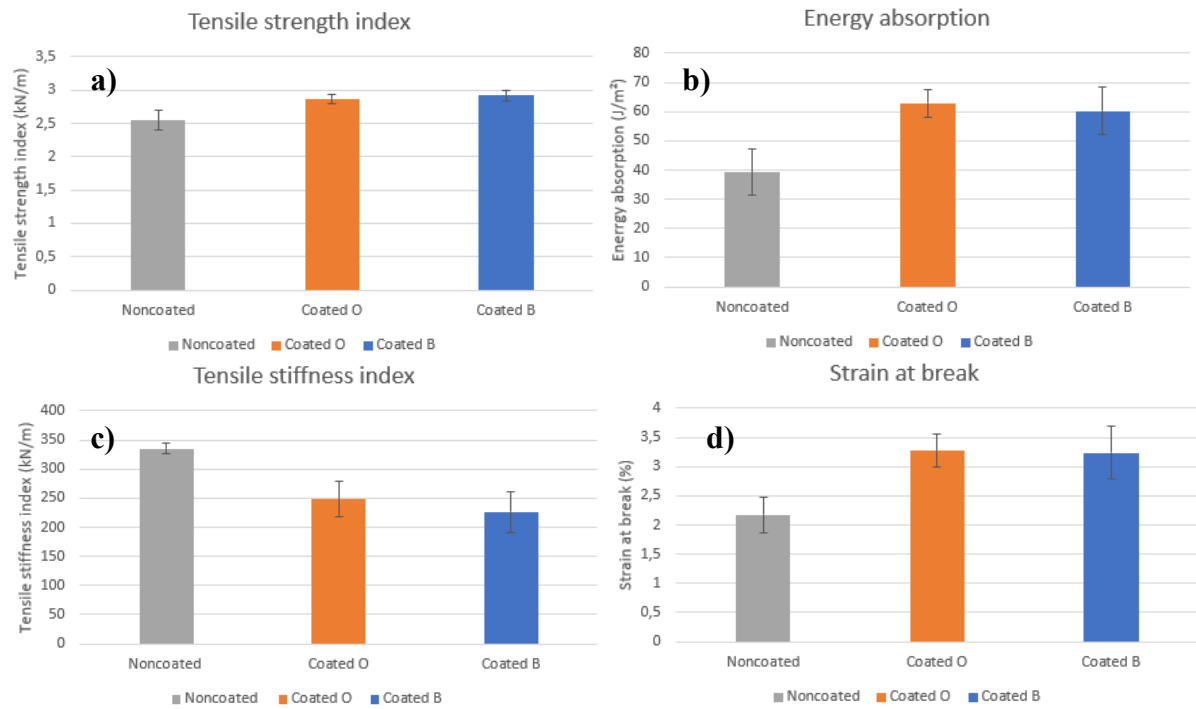 Tensile strength index
a)
Tensile strength index (kN/m)
3,5
3
2,5
2
1,5
1
0,5
0
Noncoated Coated O Coated B
Noncoated Coated O Coated B
Energy absorption
b)
Enerrgy absorption (J/m²)
80
70
60
50
40
30
20
10
0
Noncoated Coated O Coated B
Noncoated Coated O Coated B
Tensile stiffness index
c)
Tensile stiffness index (kN/m)
400
350
300
250
200
150
100
50
0
Noncoated Coated O Coated B
Noncoated Coated O Coated B
Strain at break
d)
Strain at break (%)
4
3,5
3
2,5
2
1,5
1
0,5
0
Noncoated Coated O Coated B
Noncoated Coated O Coated B